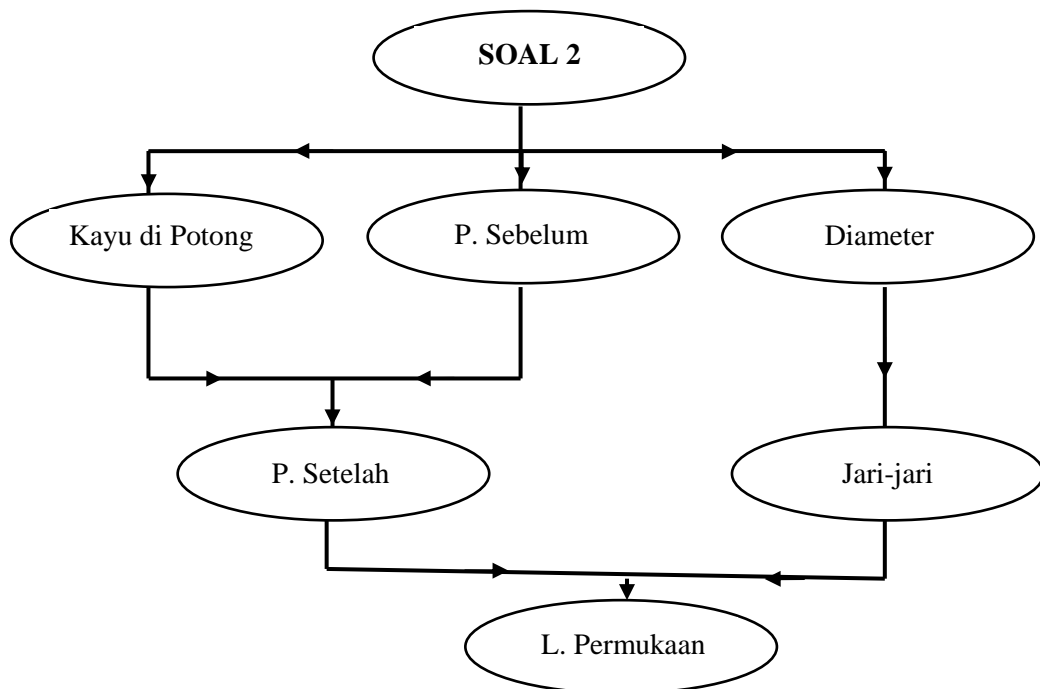 SOAL 2
Kayu di Potong
P. Sebelum
Diameter
P. Setelah
Jari-jari
L. Permukaan